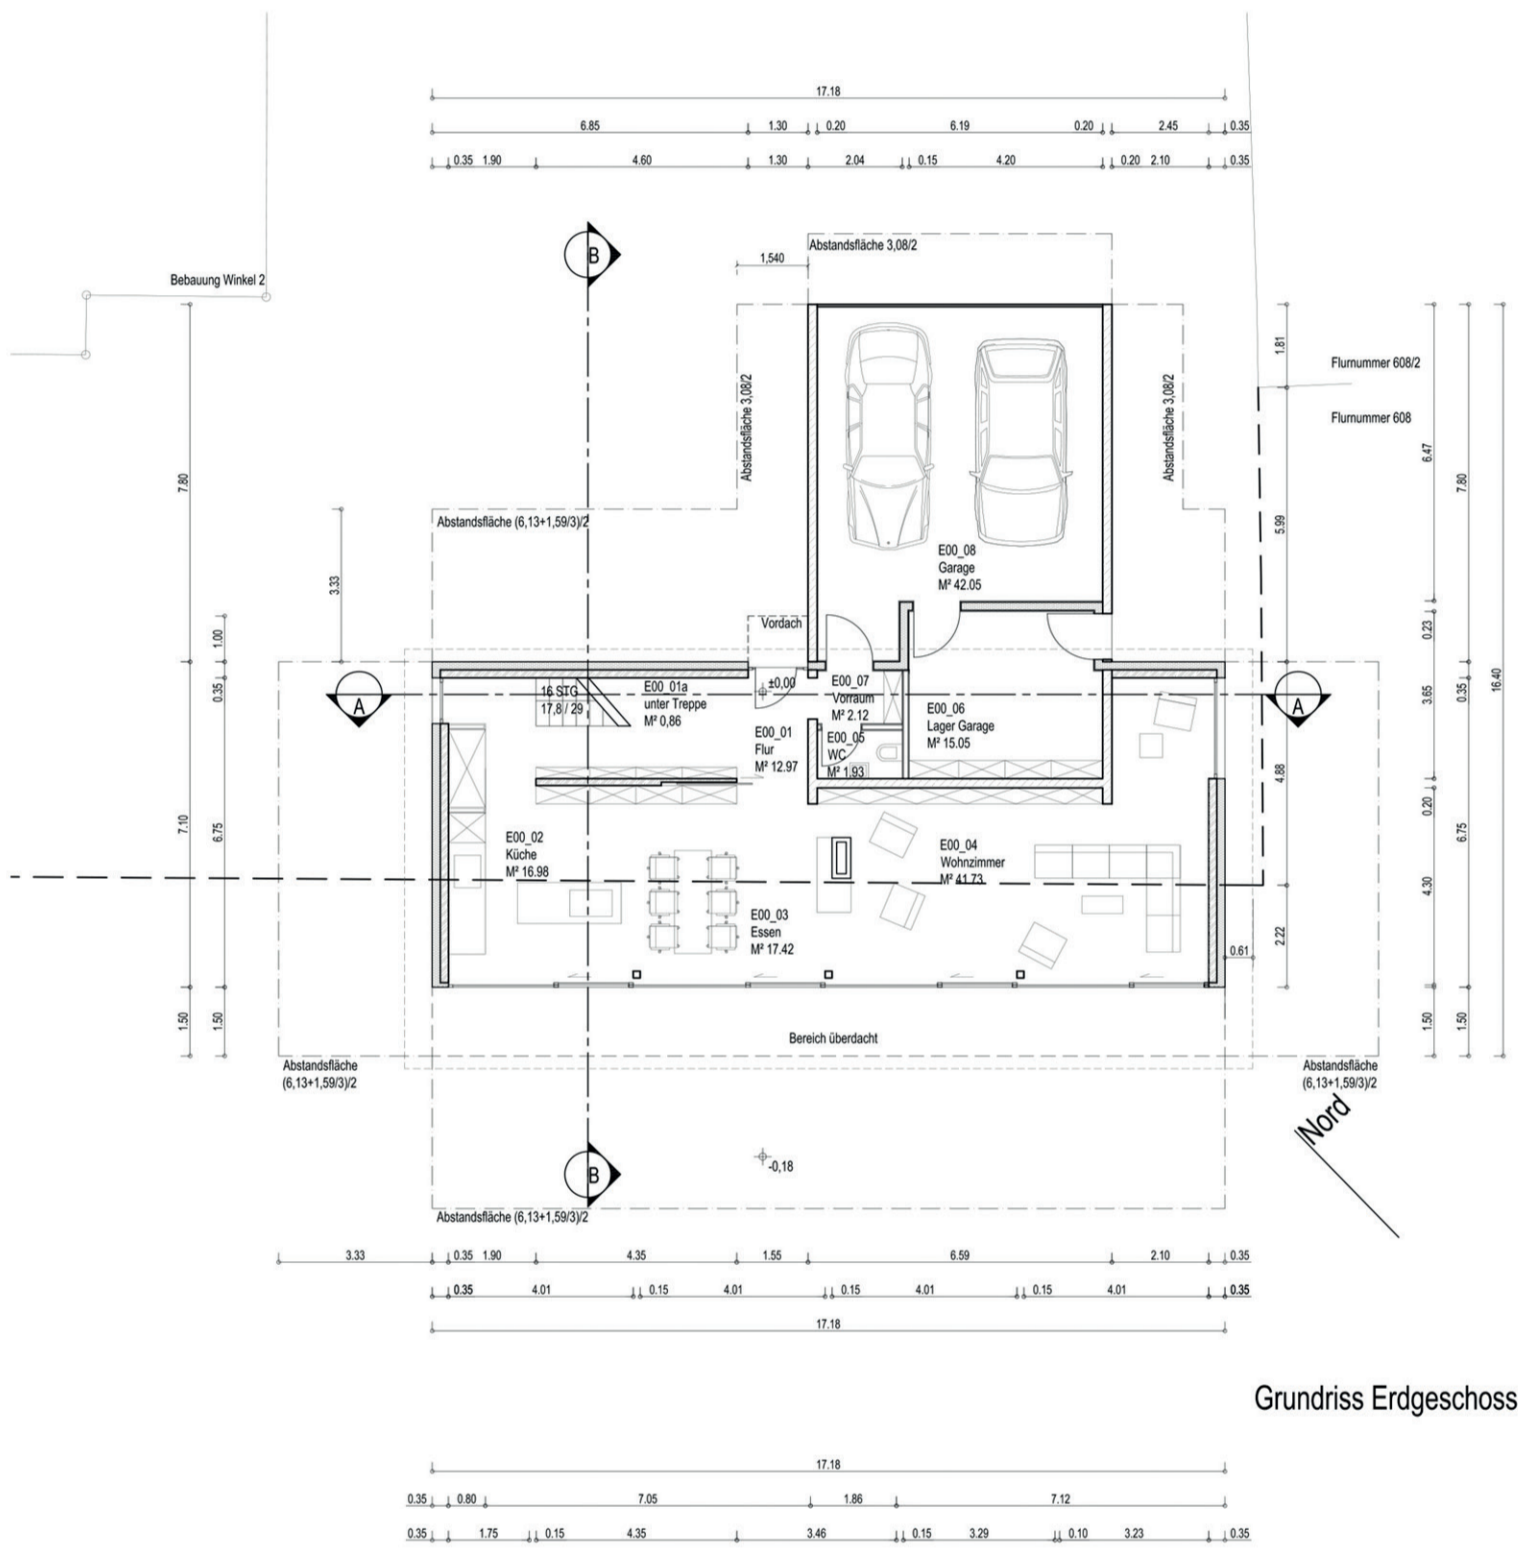 17.18
6.85 1.30 0.20 6.19 0.20 2.45 0.35
0.35 1.90 4.60 1.30 2.04 0.15 4.20 0.20 2.10 0.35
B
Abstandsfläche 3,08/2
1,540
Bebauung Winkel 2
1.81
Flurnummer 608/2
Flurnummer 608
Abstandsfläche 3,08/2
Abstandsfläche 3,08/2
7.80
6.47
7.80
5.99
Abstandsfläche (6,13+1,59/3)/2
3.33
E00_08
Garage
M² 42.05
1.00
Vordach
0.23
0.35
16 STG
17,8 / 29
E00_01a
unter Treppe
M² 0,86
±0,00
E00_07
Vorraum
M² 2.12
E00_06
Lager Garage
M² 15.05
A
A
3.65
0.35
16.40
E00_01
Flur
M² 12.97
E00_05
WC
M² 1.93
4.88
0.20
7.10
6.75
E00_02
Küche
M² 16.98
E00_04
Wohnzimmer
M² 41.73
6.75
4.30
E00_03
Essen
M² 17.42
0.61
2.22
1.50
1.50
Bereich überdacht
1.50
1.50
Abstandsfläche
(6,13+1,59/3)/2
Abstandsfläche
(6,13+1,59/3)/2
Nord
B
-0,18
Abstandsfläche (6,13+1,59/3)/2
3.33 0.35 1.90 4.35 1.55 6.59 2.10 0.35
0.35 4.01 0.15 4.01 0.15 4.01 0.15 4.01 0.35
17.18
Grundriss Erdgeschoss
17.18
0.35 0.80 7.05 1.86 7.12
0.35 1.75 0.15 4.35 3.46 0.15 3.29 0.10 3.23 0.35